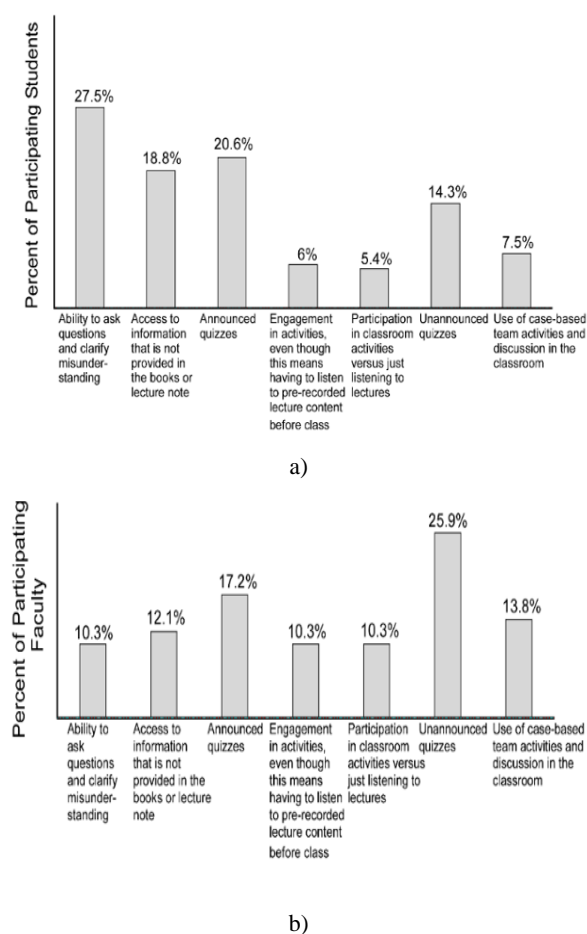 Percent of Participating Students
27.5%
18.8%
20.6%
6%
5.4%
14.3%
7.5%
Ability to ask
questions
and clarify
misunder-
standing
Access to
information
that is not
provided in
the books or
lecture note
Announced
quizzes
Engagement
in activities,
even though
this means
having to listen
to pre-recorded
lecture content
before class
Participation
in classroom
activities
versus just
listening to
lectures
Unannounced
quizzes
Use of case-based
team activities and
discussion in the
classroom
a)
Percent of Participating
Faculty
10.3%
12.1%
17.2%
10.3%
10.3%
25.9%
13.8%
Ability to
ask
questions
and clarify
misunder-
standing
Access to
information
that is not
provided in the
books or lecture
note
Announced
quizzes
Engagement
in activities,
even though
this means
having to listen
to pre-recorded
lecture content
before class
Participation
in classroom
activities versus
just listening to
lectures
Unannounced
quizzes
Use of case-based
team activities and
discussion in the
classroom
b)